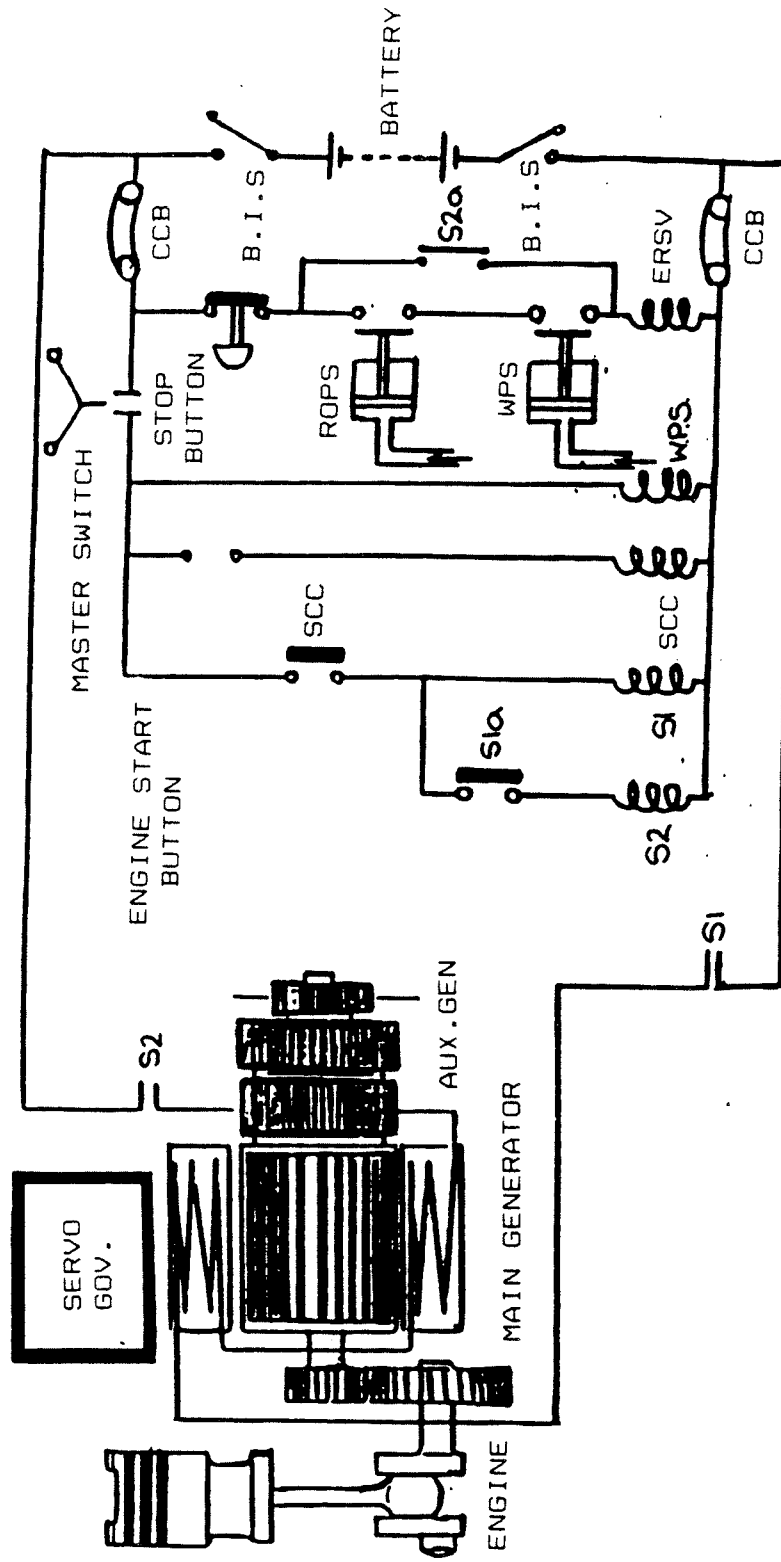 BATTERY
B.I.S
B.I.S
CCB
CCB
S2a
ERSV
STOP
BUTTON
ROPS
WPS
W.P.S.
MASTER SWITCH
SCC
SCC
ENGINE START
BUTTON
S1a
S1
S2
S1
S2
AUX.GEN
MAIN GENERATOR
SERVO
GOV.
ENGINE